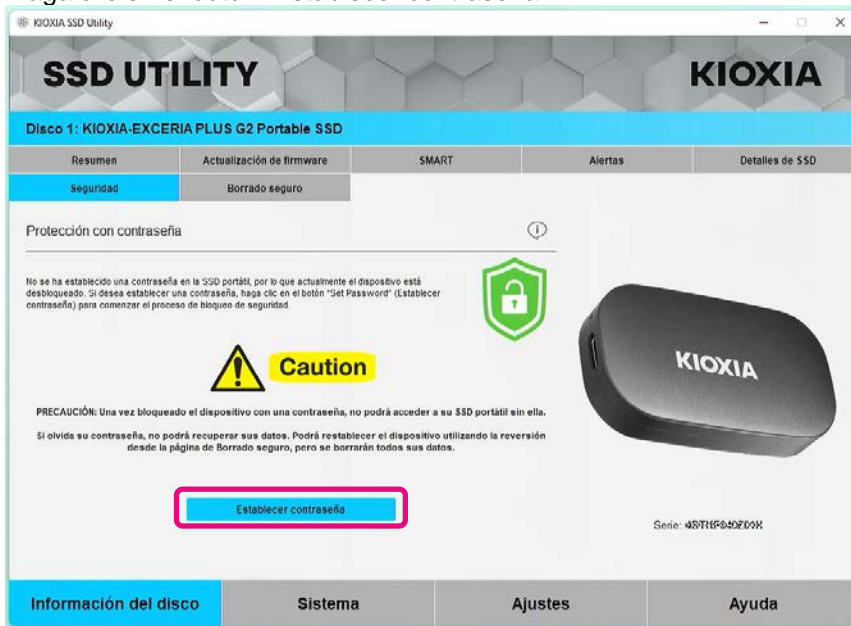 KIOXIA SSD Utility
SSD UTILITY
KIOXIA
Disco 1: KIOXIA-EXCERIA PLUS G2 Portable SSD
Resumen
Actualización de firmware
SMART
Alertas
Detalles de SSD
Seguridad
Borrado seguro
Protección con contraseña
No se ha establecido una contraseña en la SSD portátil, por lo que actualmente el dispositivo está
desbloqueado. Si desea establecer una contraseña, haga clic en el botón "Set Password" (Establecer
contraseña) para comenzar el proceso de bloqueo de seguridad.
Caution
PRECAUCIÓN: Una vez bloqueado el dispositivo con una contraseña, no podrá acceder a su SSD portátil sin ella.
Si olvida su contraseña, no podrá recuperar sus datos. Podrá restablecer el dispositivo utilizando la reversión
desde la página de Borrado seguro, pero se borrarán todos sus datos.
Establecer contraseña
KIOXIA
Serie:
Información del disco
Sistema
Ajustes
Ayuda